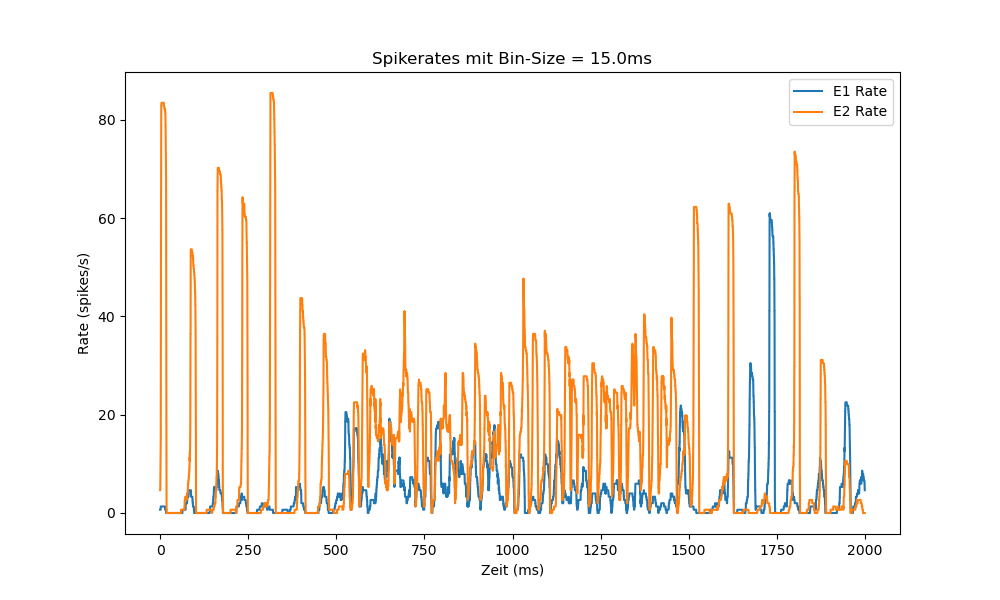 Spikerates mit Bin-Size = 15.0ms
E1 Rate
E2 Rate
80
60
40
20
0
Rate (spikes/s)
0 250 500 750 1000 1250 1500 1750 2000
Zeit (ms)